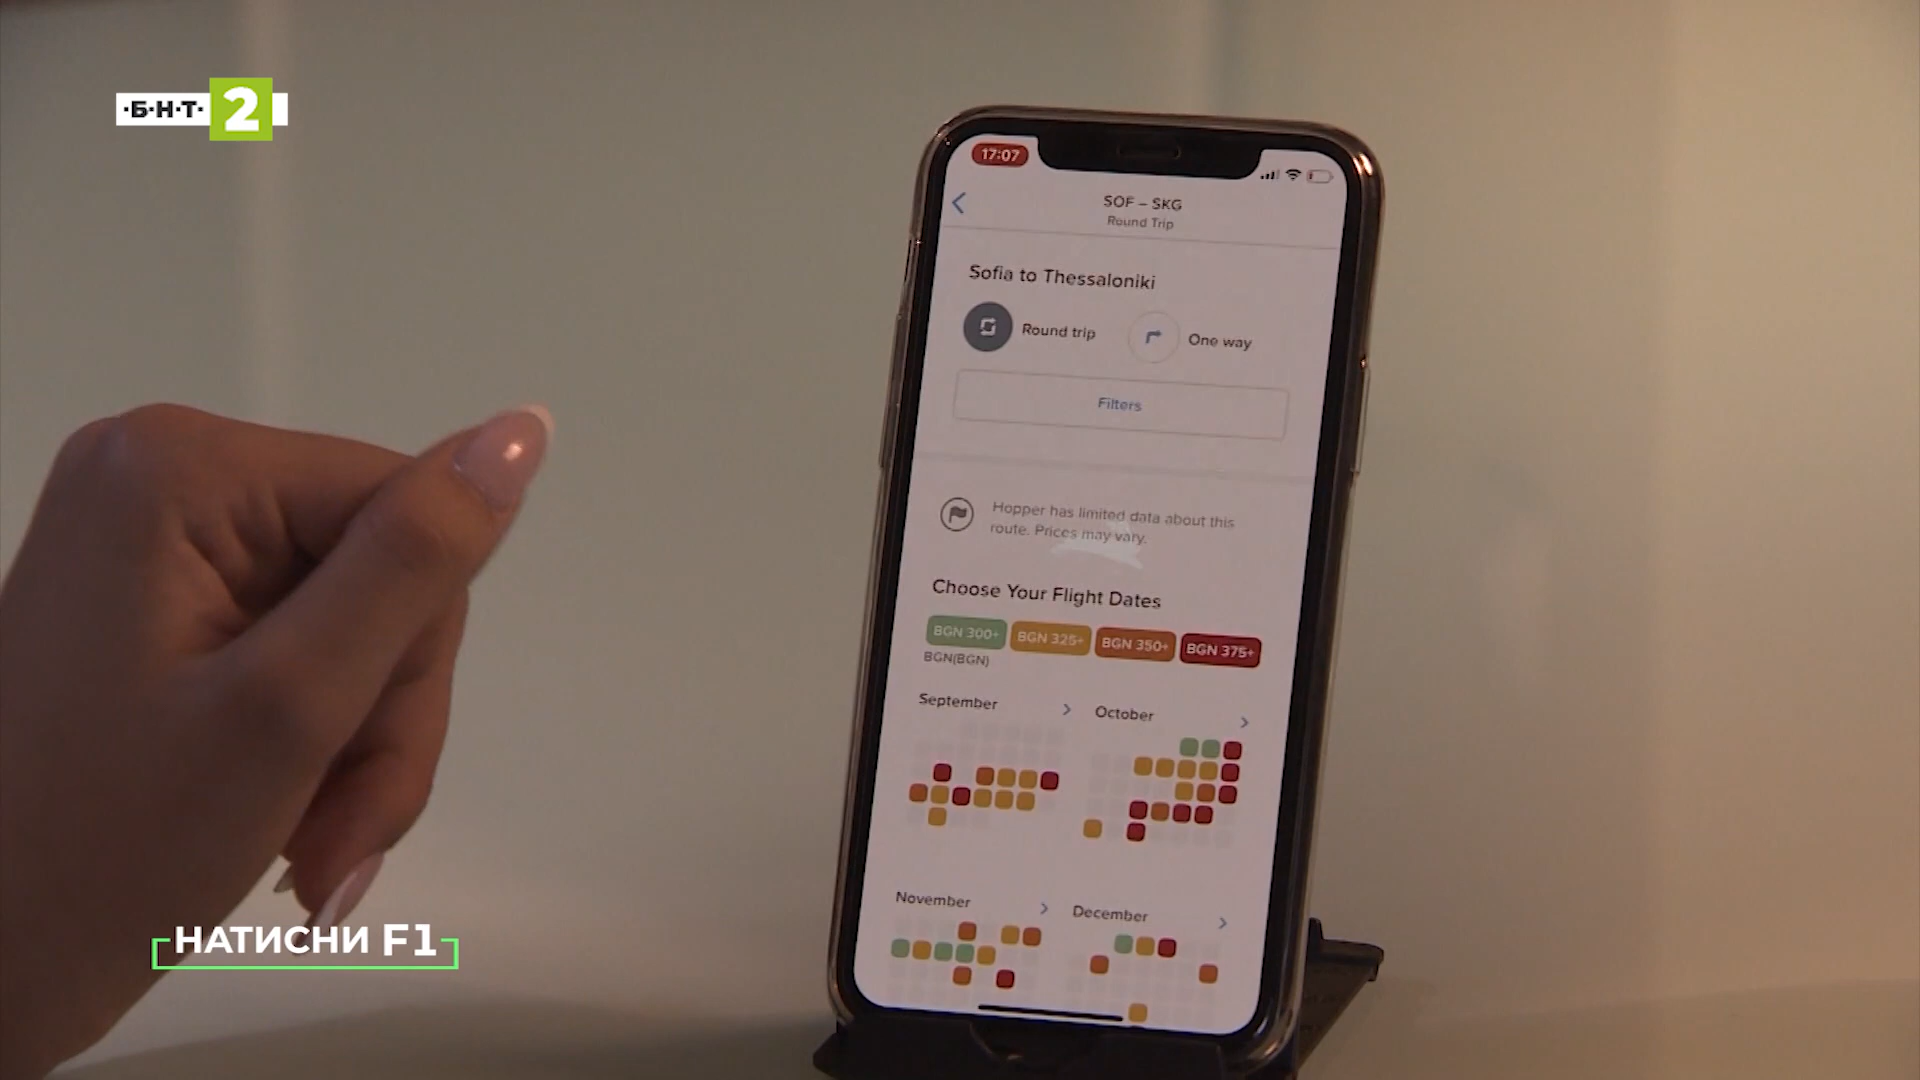 ·Б·Н·Т· 2
17:07
SOF – SKG
Round Trip
Sofia to Thessaloniki
Round trip
One way
Filters
Hopper has limited data about this
route. Prices may vary.
Choose Your Flight Dates
BGN 300+ BGN 325+ BGN 350+ BGN 375+
BGN(BGN)
September
October
November
December
НАТИСНИ F1